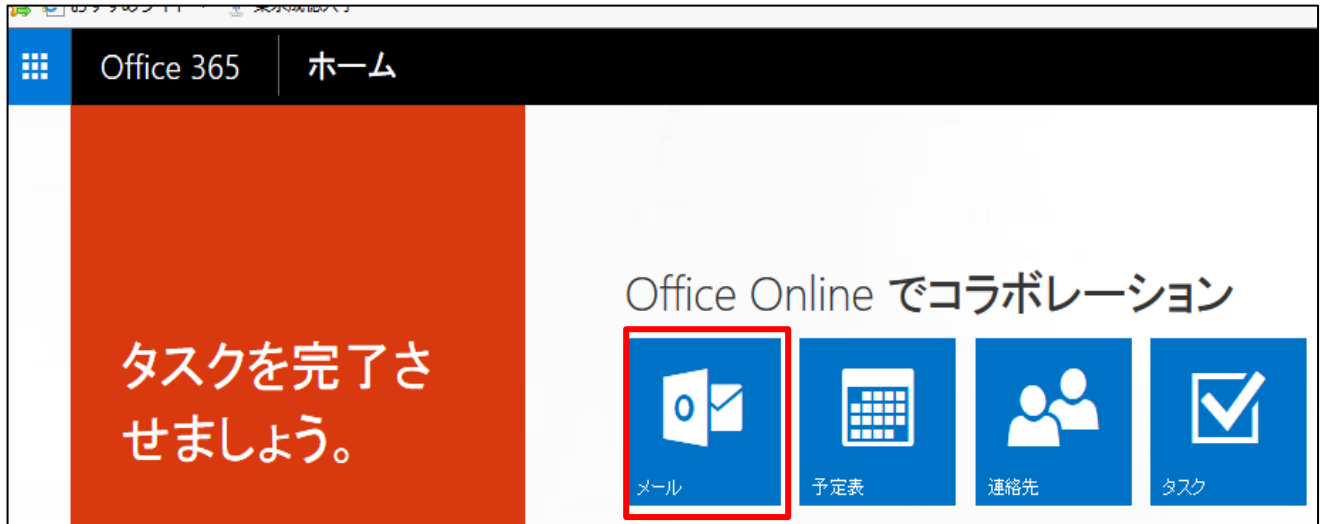 Office 365 ホーム
Office Online でコラボレーション
タスクを完了さ
せましょう。
メール 予定表 連絡先 タスク